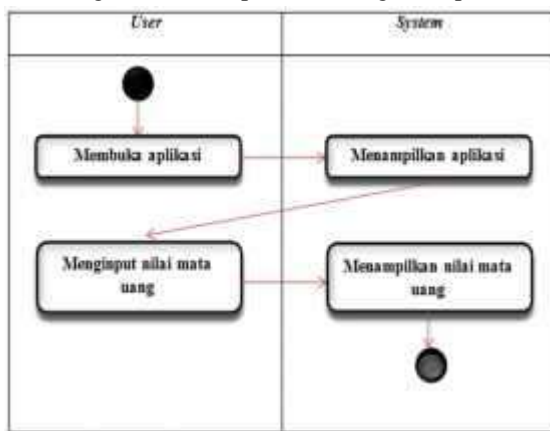 User
System
Membuka aplikasi
Menampilkan aplikasi
Menginput nilai mata
uang
Menampilkan nilai mata
uang